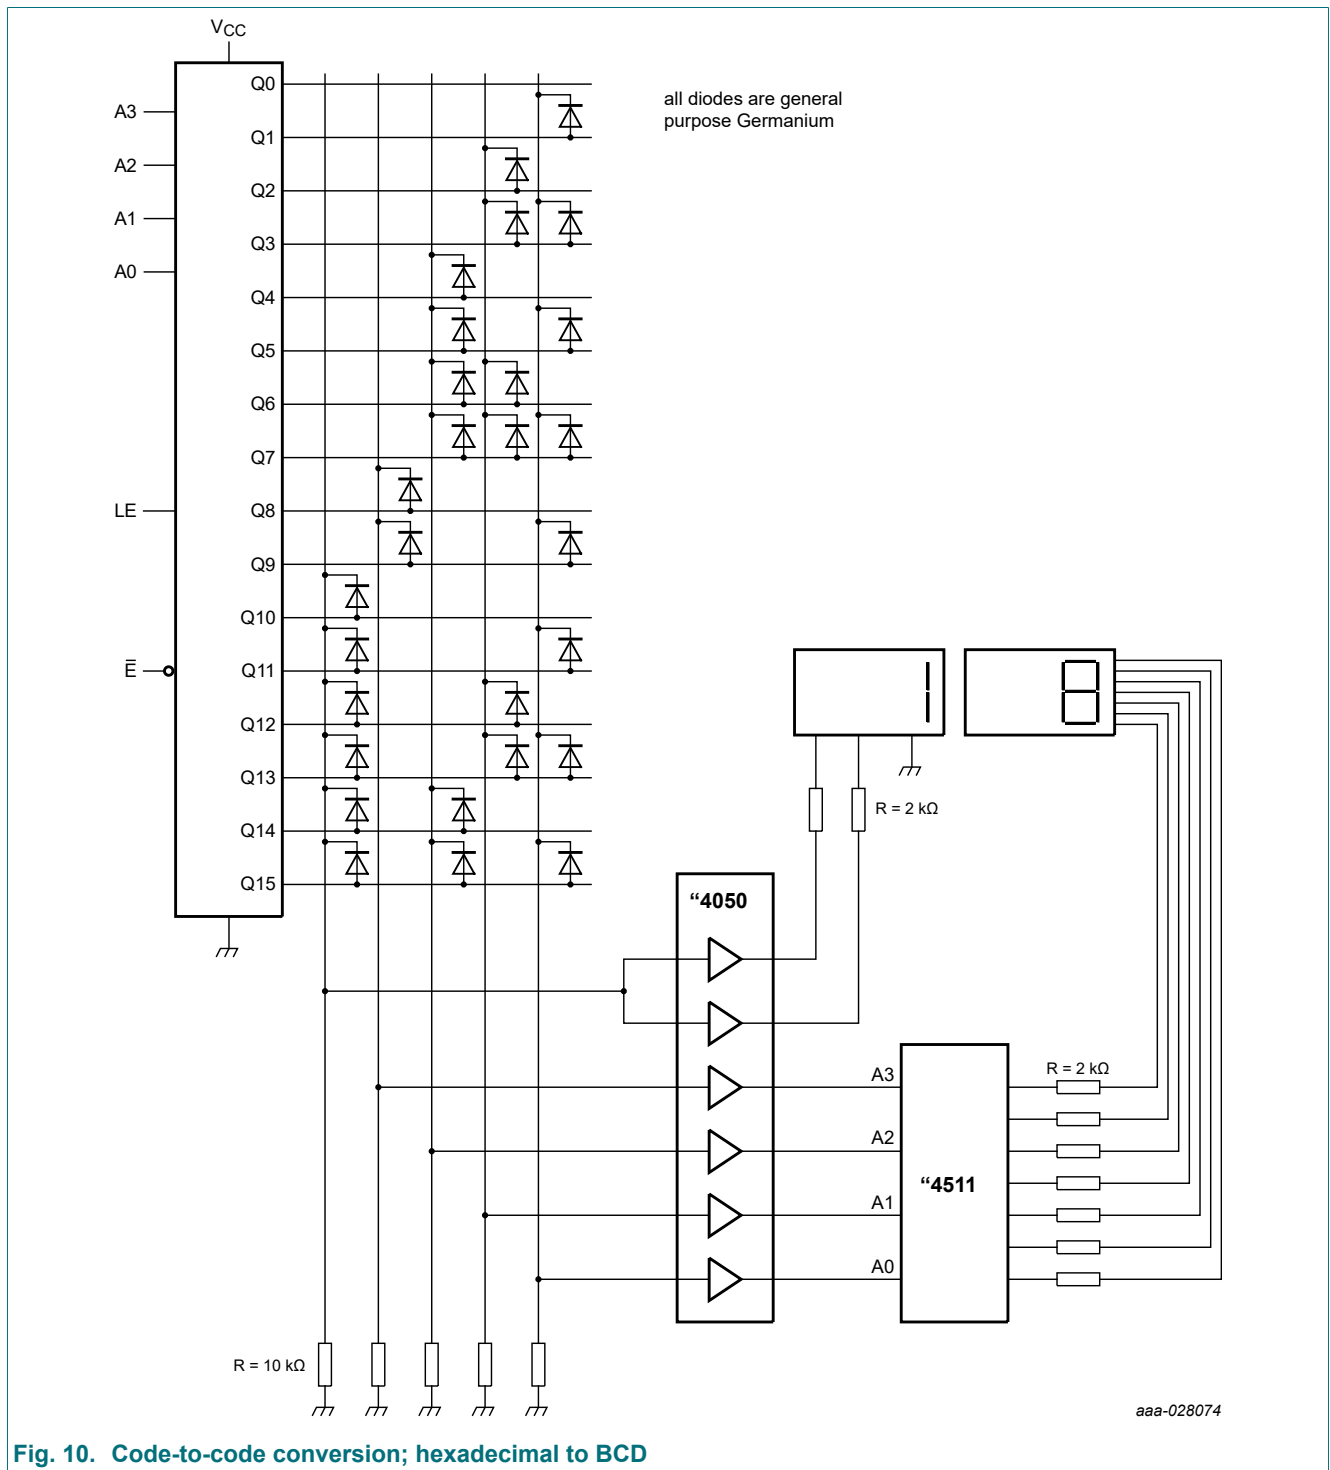 VCC
all diodes are general
purpose Germanium
A3
A2
A1
A0
LE
E̅
Q0
Q1
Q2
Q3
Q4
Q5
Q6
Q7
Q8
Q9
Q10
Q11
Q12
Q13
Q14
Q15
1
8
R = 2 kΩ
“4050
A3
A2
A1
A0
“4511
R = 2 kΩ
R = 10 kΩ
aaa-028074
Fig. 10. Code-to-code conversion; hexadecimal to BCD